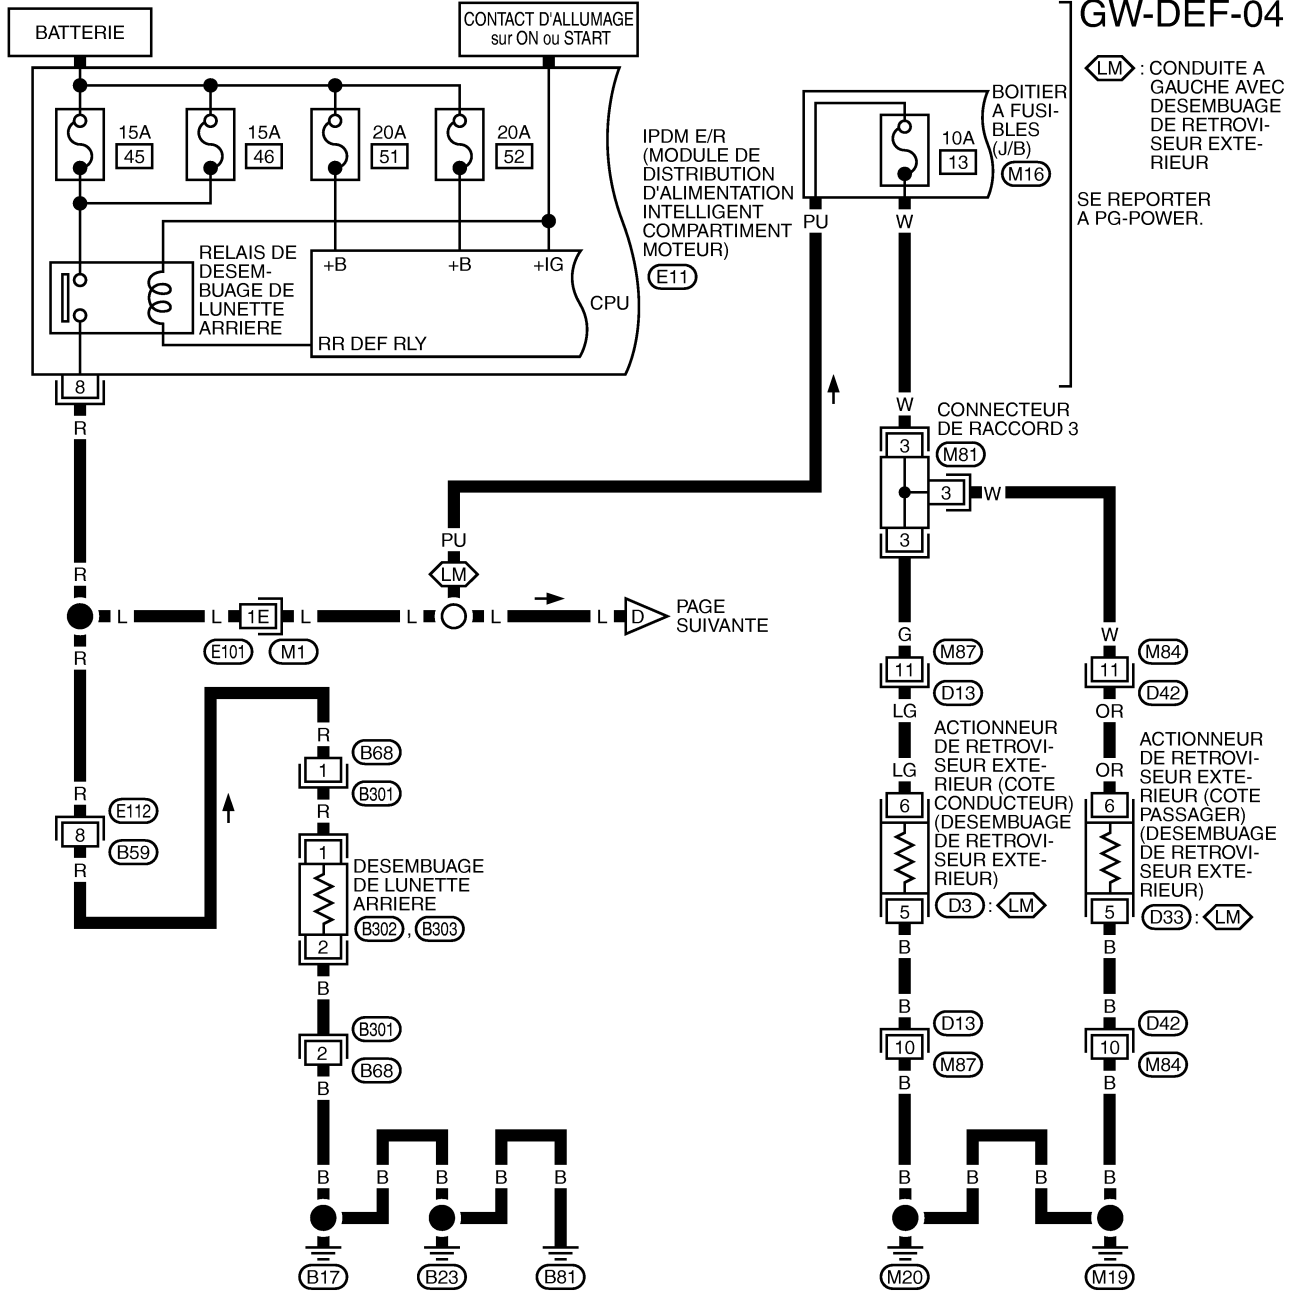 BATTERIE
CONTACT D'ALLUMAGE
sur ON ou START
GW-DEF-04
LM : CONDUITE A
GAUCHE AVEC
DESEMBUAGE
DE RETROVI-
SEUR EXTE-
RIEUR
SE REPORTER
A PG-POWER.
15A
45
15A
46
20A
51
20A
52
IPDM E/R
(MODULE DE
DISTRIBUTION
D'ALIMENTATION
INTELLIGENT
COMPARTIMENT
MOTEUR)
E11
BOITIER
A FUSI-
BLES
(J/B)
M16
10A
13
RELAIS DE
DESEM-
BUAGE DE
LUNETTE
ARRIERE
+B
+B
+IG
CPU
RR DEF RLY
8
R
PU
W
W
CONNECTEUR
DE RACCORD 3
M81
3
3
W
3
PU
LM
R
L
L
1E
L
L
L
L
D
PAGE
SUIVANTE
E101
M1
R
R
E112
8
B59
R
R
B68
1
B301
R
1
DESEMBUAGE
DE LUNETTE
ARRIERE
B302 , B303
2
B
B301
2
B68
B
B
B
B
B
B
B17
B23
B81
G
M87
11
D13
LG
LG
ACTIONNEUR
DE RETROVI-
SEUR EXTE-
RIEUR (COTE
CONDUCTEUR)
(DESEMBUAGE
DE RETROVI-
SEUR EXTE-
RIEUR)
D3 : LM
6
5
B
B
D13
10
M87
B
W
M84
11
D42
OR
OR
ACTIONNEUR
DE RETROVI-
SEUR EXTE-
RIEUR (COTE
PASSAGER)
(DESEMBUAGE
DE RETROVI-
SEUR EXTE-
RIEUR)
D33 : LM
6
5
B
B
D42
10
M84
B
B
B
B
B
M20
M19